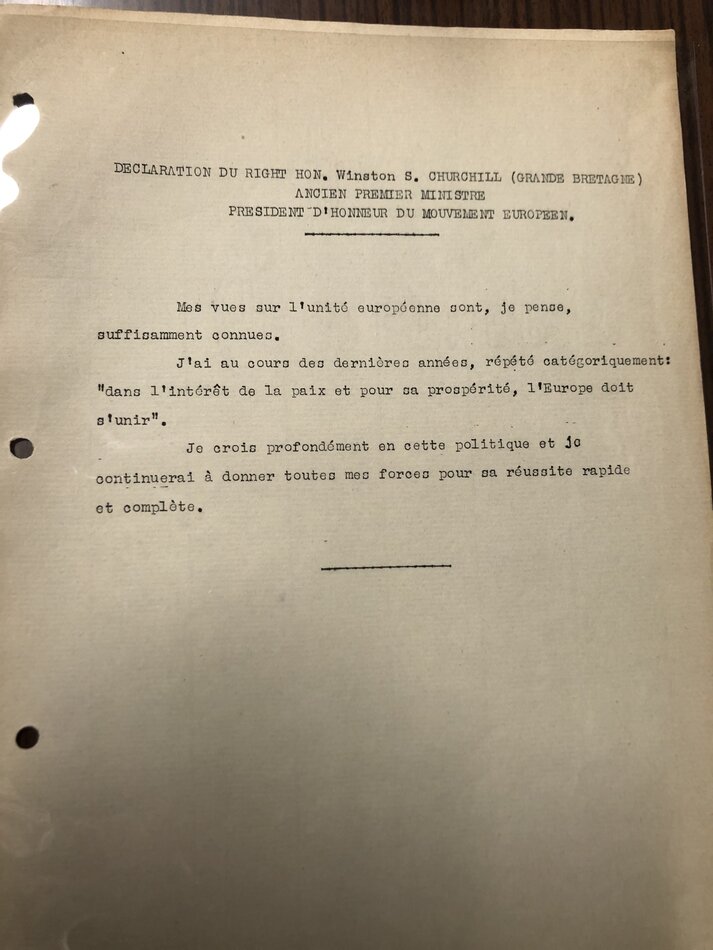 DECLARATION DU RIGHT HON. Winston S. CHURCHILL (GRANDE BRETAGNE)
ANCIEN PREMIER MINISTRE
PRESIDENT D'HONNEUR DU MOUVEMENT EUROPEEN.
Mes vues sur l'unité européenne sont, je pense,
suffisamment connues.
J'ai au cours des dernières années, répété catégoriquement:
"dans l'intérêt de la paix et pour sa prospérité, l'Europe doit
s'unir".
Je crois profondément en cette politique et je
continuerai à donner toutes mes forces pour sa réussite rapide
et complète.